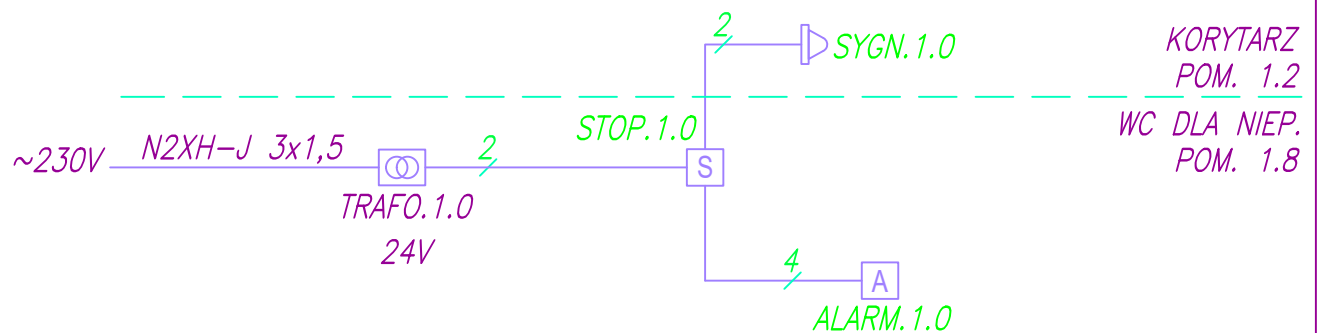 2
SYGN.1.0
KORYTARZ
POM. 1.2
STOP.1.0
WC DLA NIEP.
POM. 1.8
~230V
N2XH-J 3x1,5
2
S
TRAFO.1.0
24V
4
A
ALARM.1.0